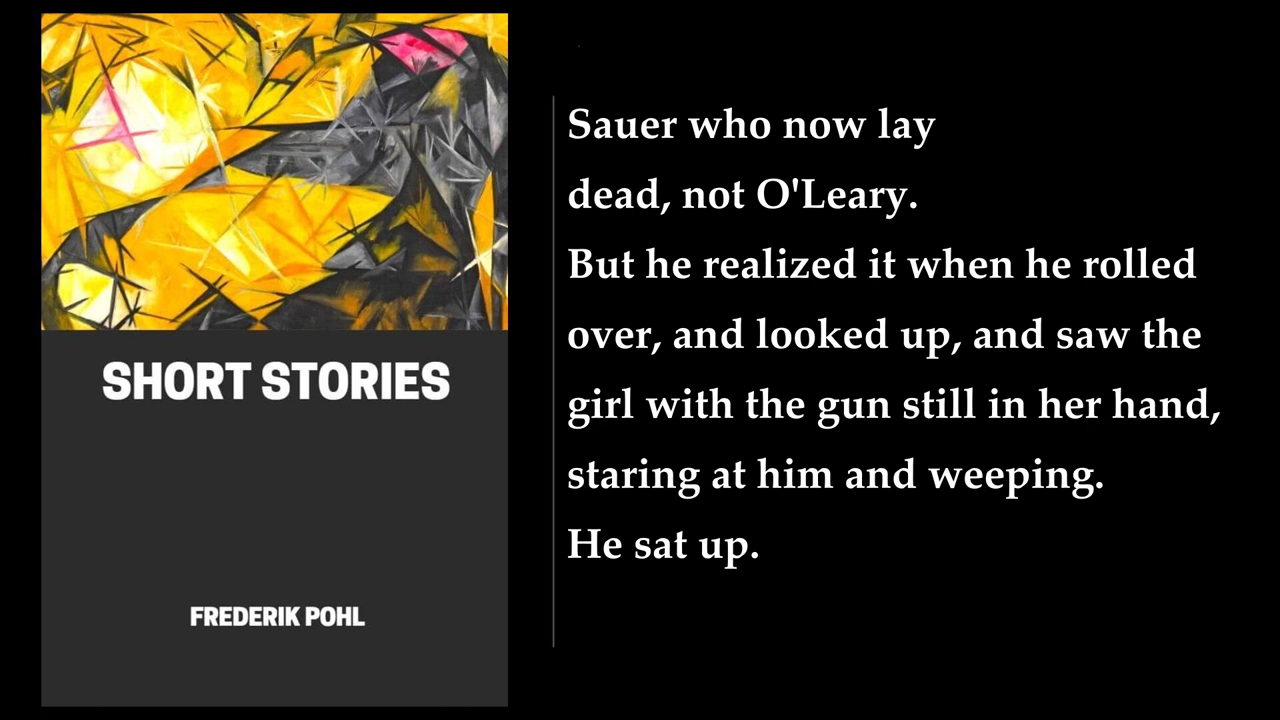 SHORT STORIES
FREDERIK POHL
Sauer who now lay
dead, not O'Leary.
But he realized it when he rolled
over, and looked up, and saw the
girl with the gun still in her hand,
staring at him and weeping.
He sat up.